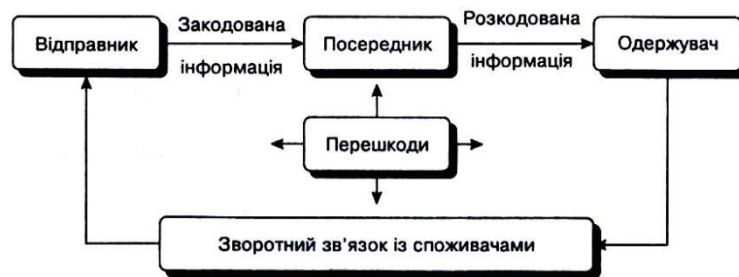 Відправник
Закодована
інформація
Посередник
Розкодована
інформація
Одержувач
Перешкоди
Зворотний зв'язок із споживачами